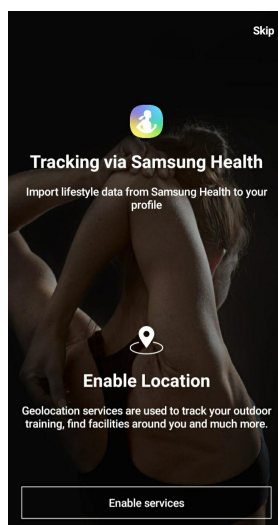 Skip
Tracking via Samsung Health
Import lifestyle data from Samsung Health to your
profile
Enable Location
Geolocation services are used to track your outdoor
training, find facilities around you and much more.
Enable services